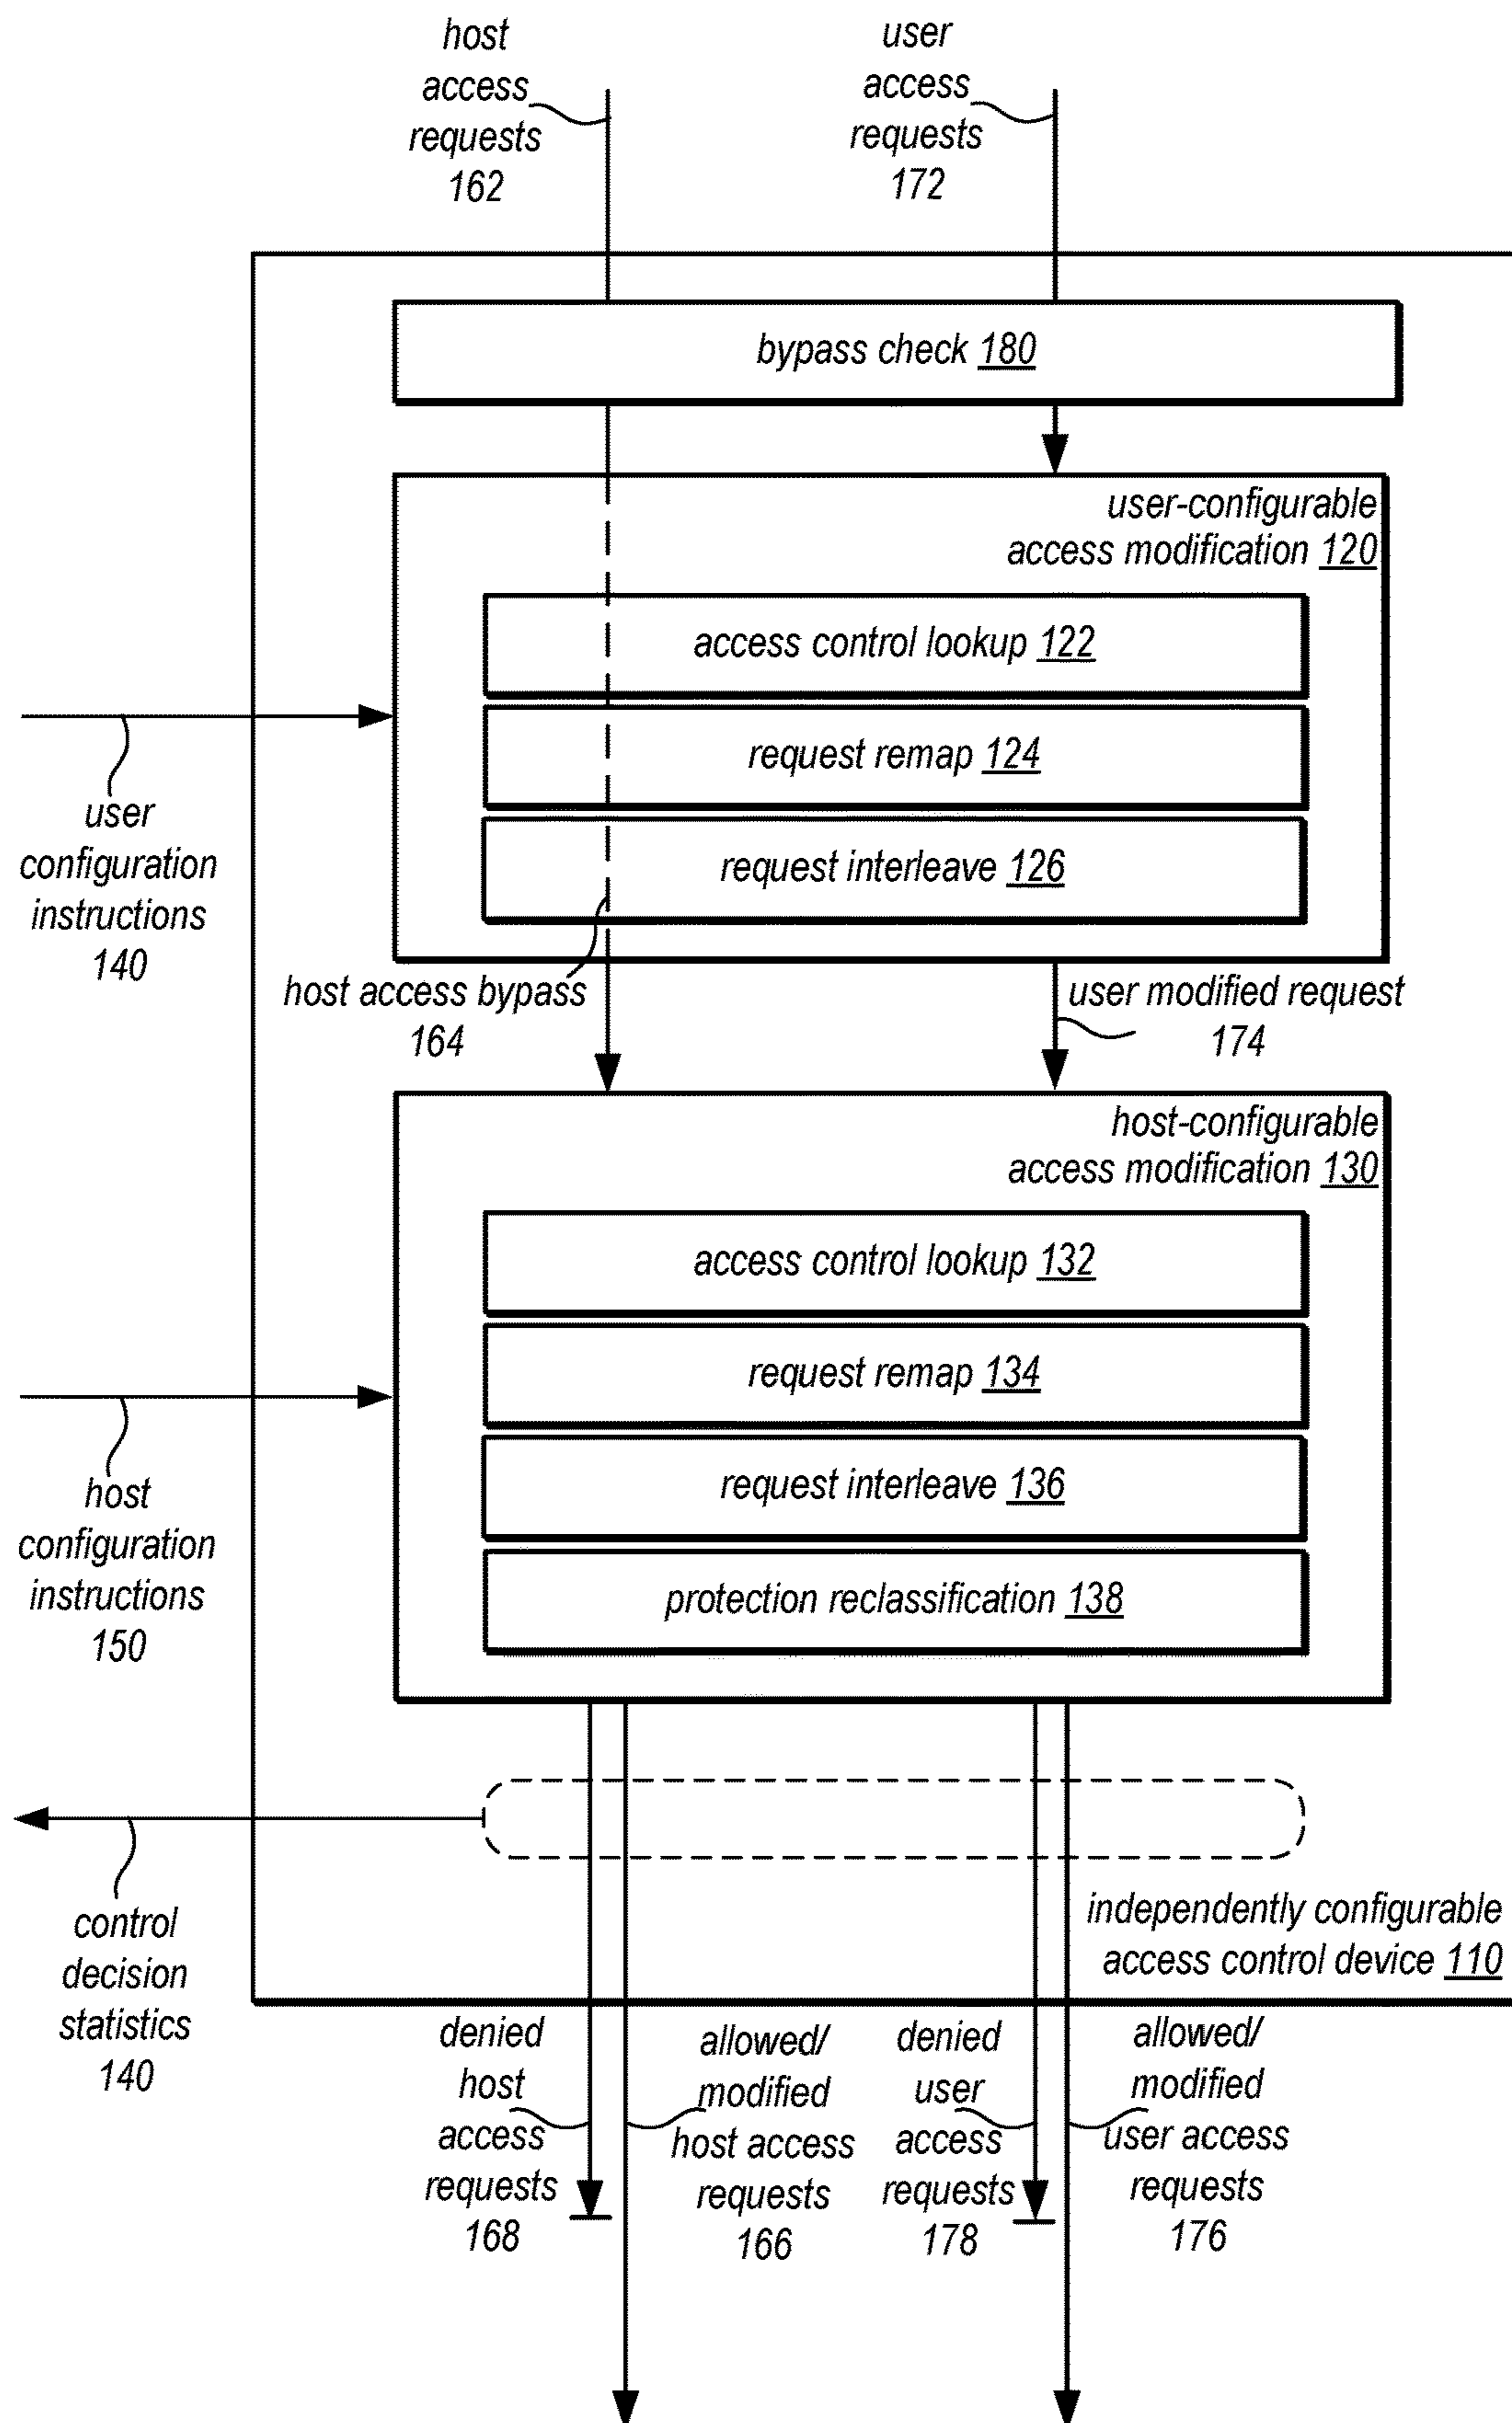 host
access
requests
162
user
access
requests
172
bypass check 180
user-configurable
access modification 120
access control lookup 122
request remap 124
request interleave 126
user
configuration
instructions
140
host access bypass
164
user modified request
174
host-configurable
access modification 130
access control lookup 132
request remap 134
request interleave 136
protection reclassification 138
host
configuration
instructions
150
control
decision
statistics
140
independently configurable
access control device 110
denied
host
access
requests
168
allowed/
modified
host access
requests
166
denied
user
access
requests
178
allowed/
modified
user access
requests
176